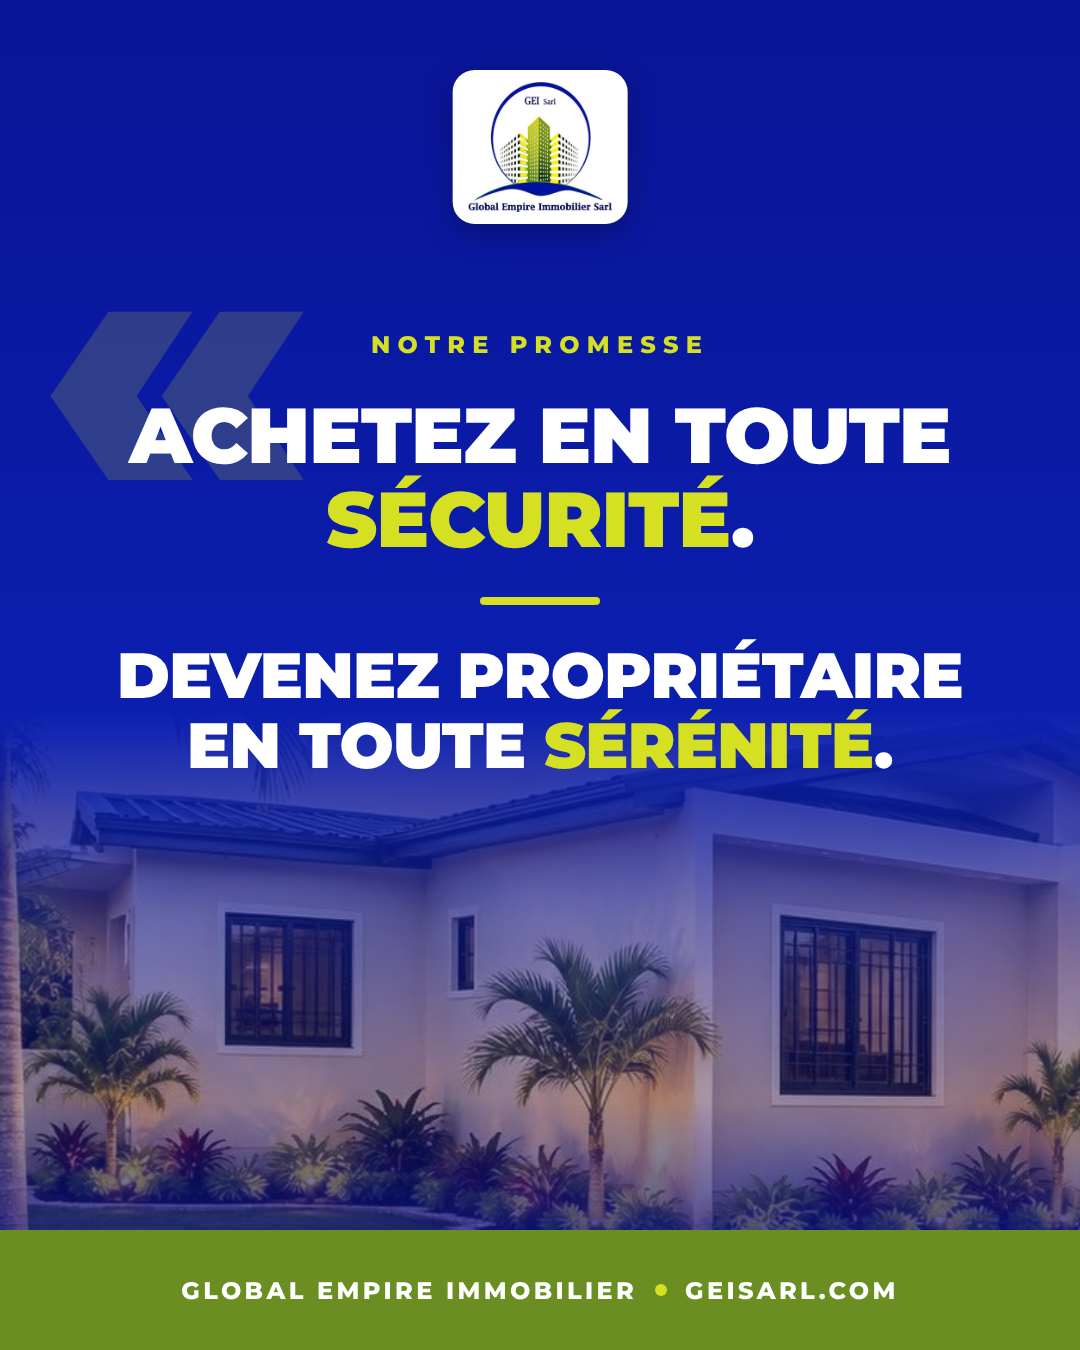 GEI Sarl
Global Empire Immobilier Sarl
NOTRE PROMESSE
ACHETEZ EN TOUTE
SÉCURITÉ.
DEVENEZ PROPRIÉTAIRE
EN TOUTE SÉRÉNITÉ.
GLOBAL EMPIRE IMMOBILIER • GEISARL.COM